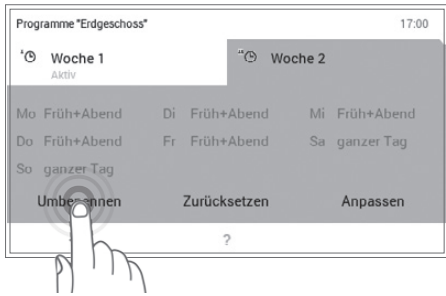 Programme "Erdgeschoss" 17:00
Woche 1 Woche 2
Aktiv
Mo Früh+Abend Di Früh+Abend Mi Früh+Abend
Do Früh+Abend Fr Früh+Abend Sa ganzer Tag
So ganzer Tag
Umbenennen Zurücksetzen Anpassen
?